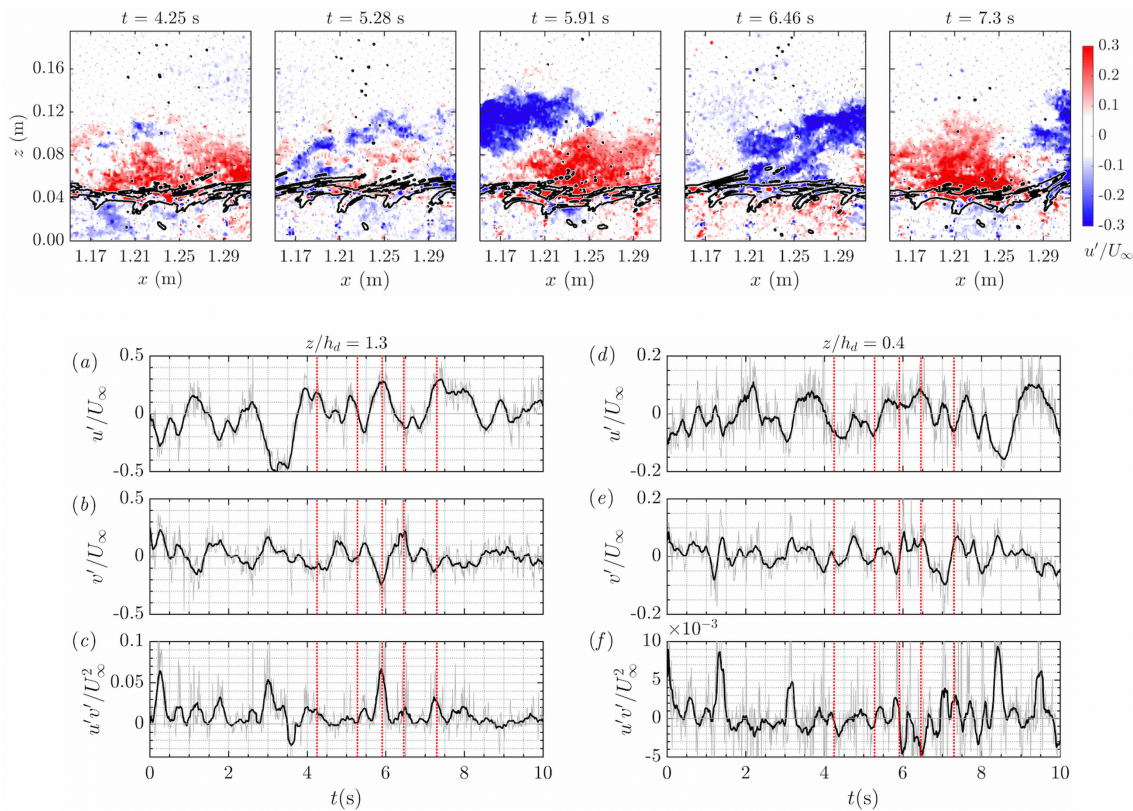 t = 4.25 s t = 5.28 s t = 5.91 s t = 6.46 s t = 7.3 s
0.16
0.12
0.08
0.04
0.00
z (m)
1.17 1.21 1.25 1.29 1.17 1.21 1.25 1.29 1.17 1.21 1.25 1.29 1.17 1.21 1.25 1.29 1.17 1.21 1.25 1.29
x (m) x (m) x (m) x (m) x (m)
0.3
0.2
0.1
0
-0.1
-0.2
-0.3
u′/U∞
z/h_d = 1.3
(a)
0.5
0
-0.5
u′/U∞
(b)
0.5
0
-0.5
v′/U∞
(c)
0.1
0.05
0
u′v′/U²∞
0 2 4 6 8 10
t(s)
z/h_d = 0.4
(d)
0.2
0
-0.2
u′/U∞
(e)
0.2
0
-0.2
v′/U∞
(f)
×10⁻³
10
5
0
-5
u′v′/U²∞
0 2 4 6 8 10
t(s)